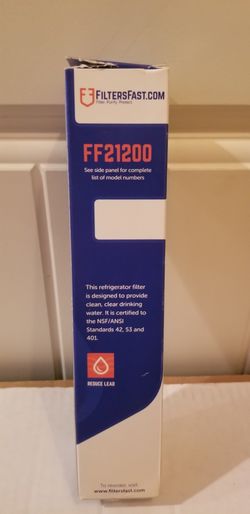 FILTERSFAST.COM
Filter. Purify. Protect
FF21200
See side panel for complete
list of model numbers
This refrigerator filter
is designed to provide
clean, clear drinking
water. It is certified to
the NSF/ANSI
Standards 42, 53 and
401.
REDUCE LEAD
To reorder, visit
www.filtersfast.com